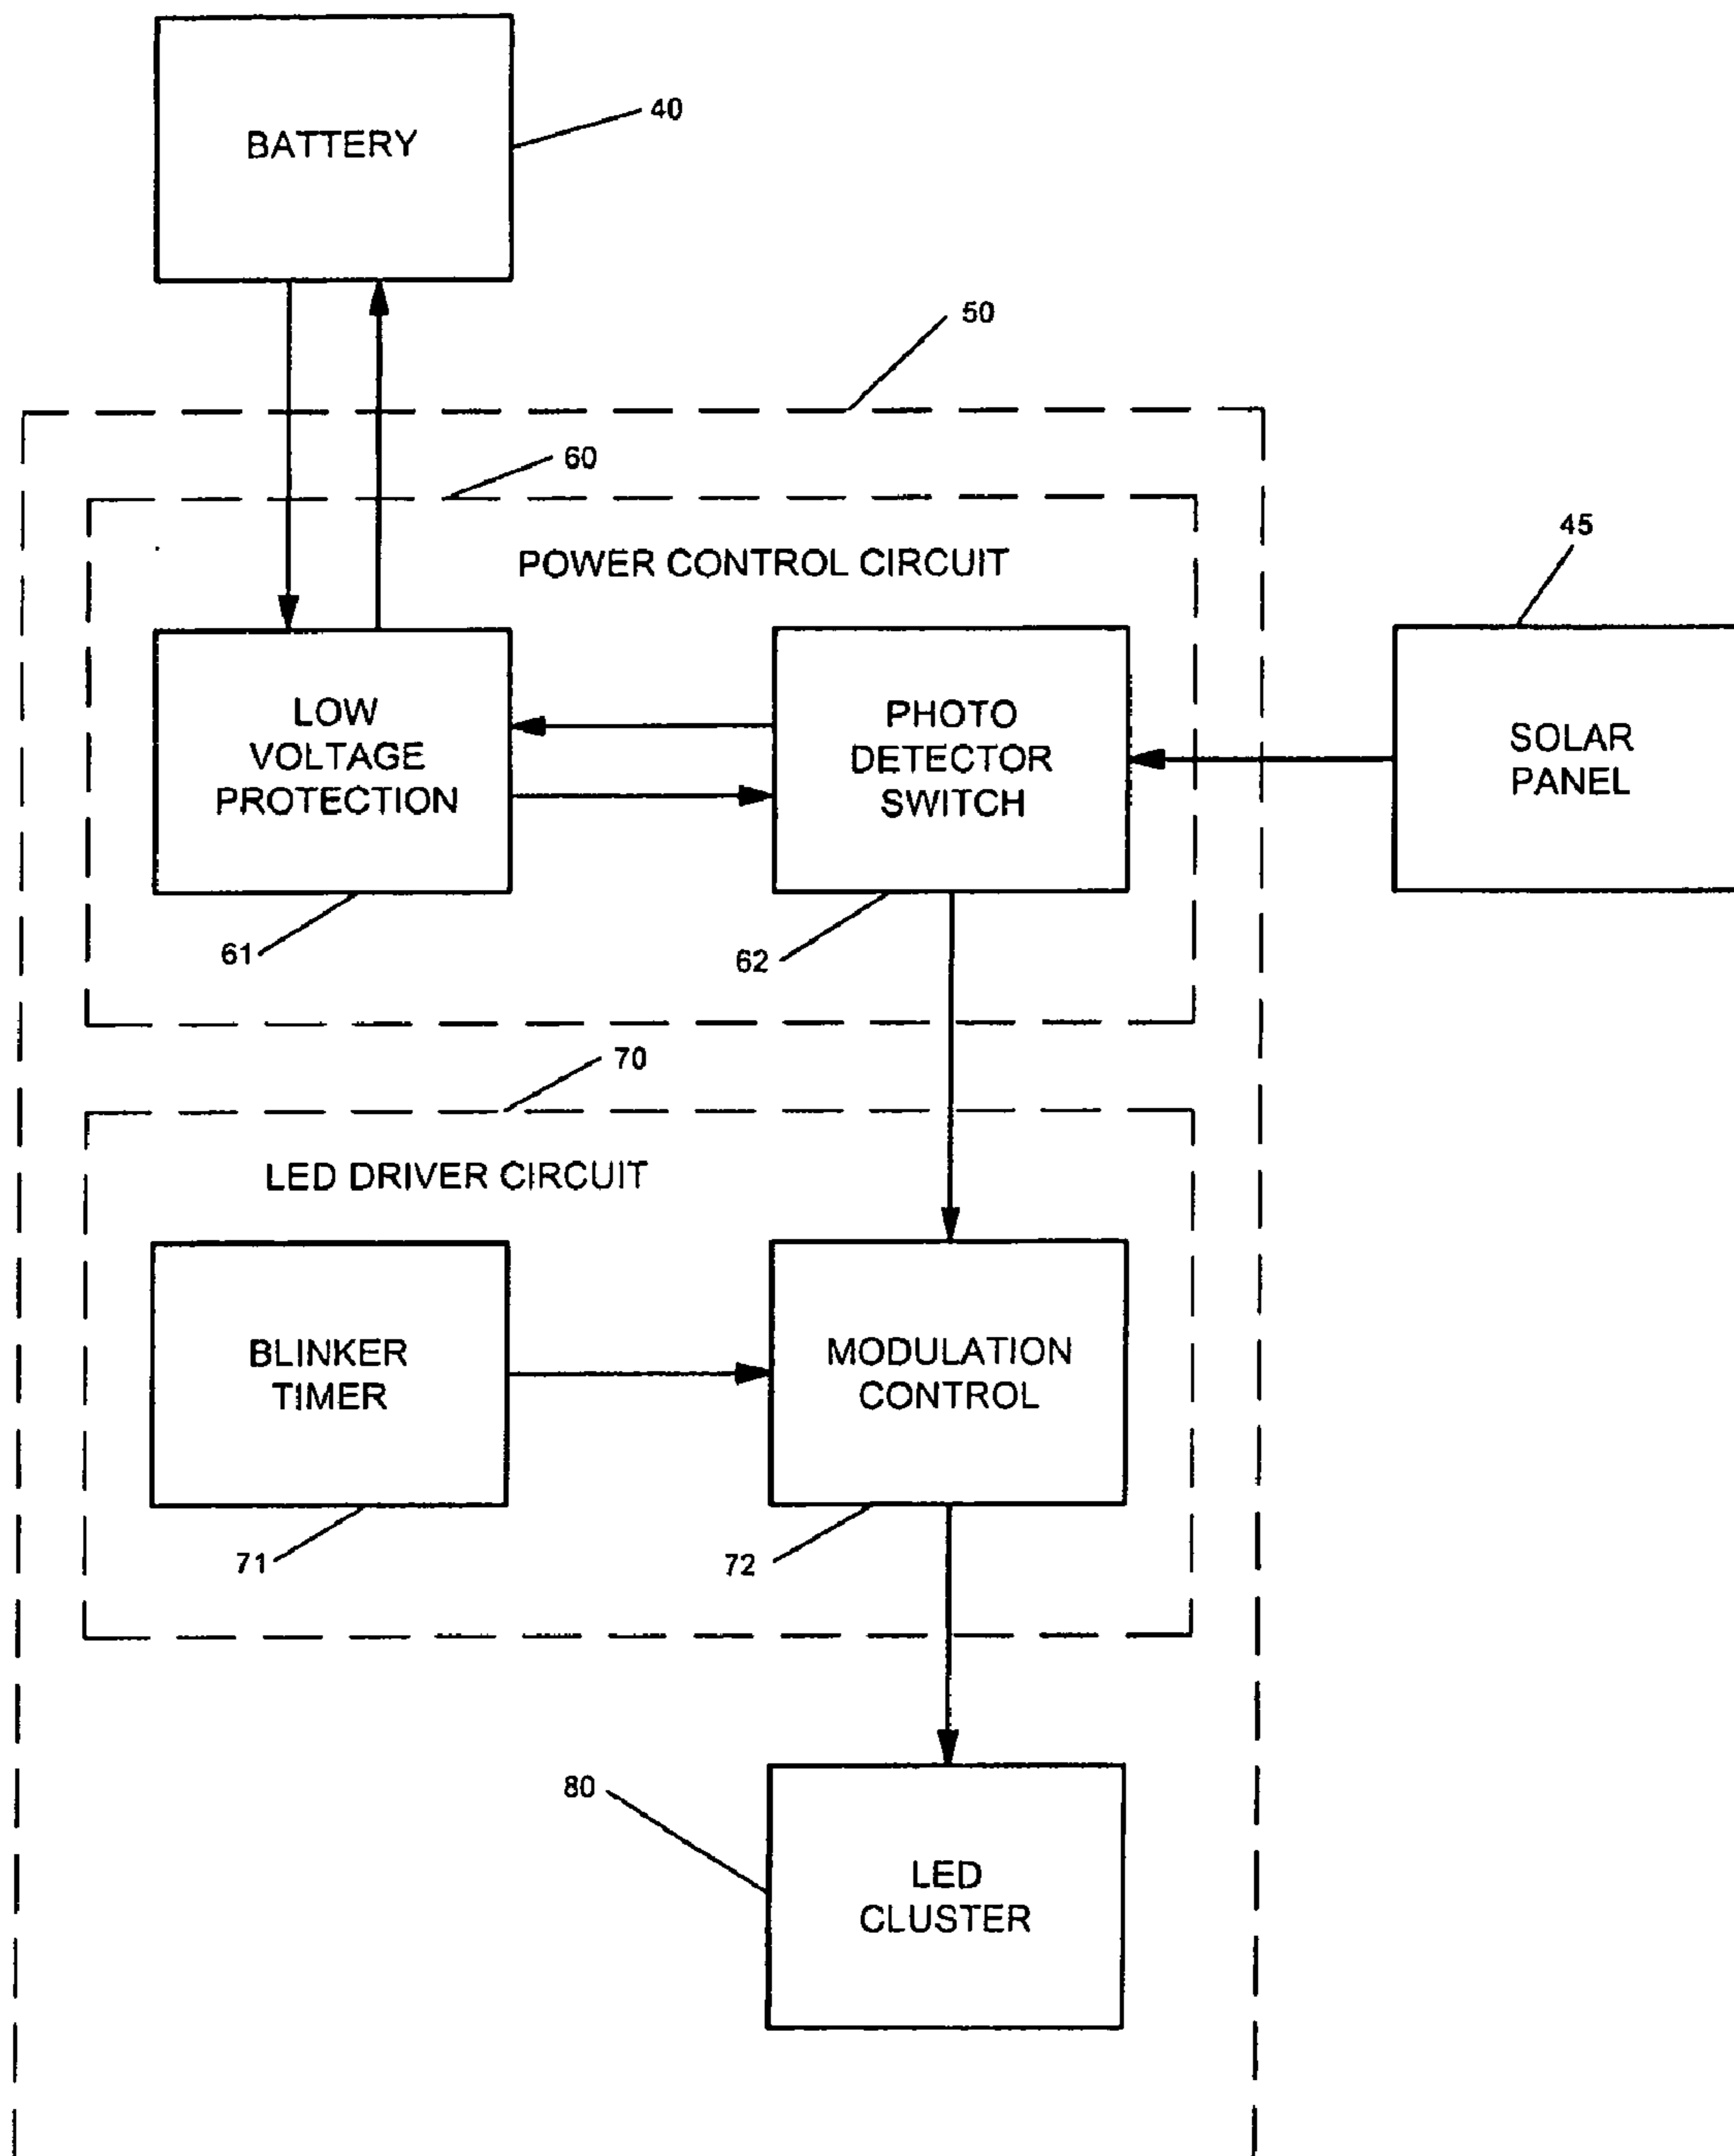 BATTERY
40
50
60
POWER CONTROL CIRCUIT
45
LOW
VOLTAGE
PROTECTION
PHOTO
DETECTOR
SWITCH
SOLAR
PANEL
61
62
70
LED DRIVER CIRCUIT
BLINKER
TIMER
MODULATION
CONTROL
71
72
80
LED
CLUSTER